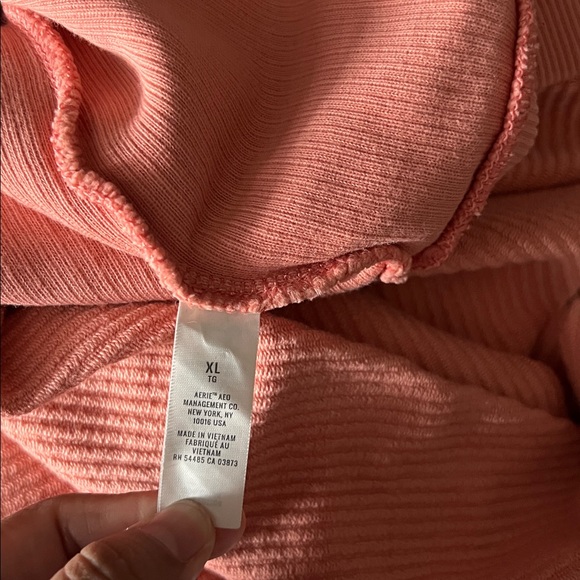 XL
TG
AERIE™ AEO
MANAGEMENT CO.
NEW YORK, NY
10016 USA
MADE IN VIETNAM
FABRIQUÉ AU
VIETNAM
RN 54485 CA 03873